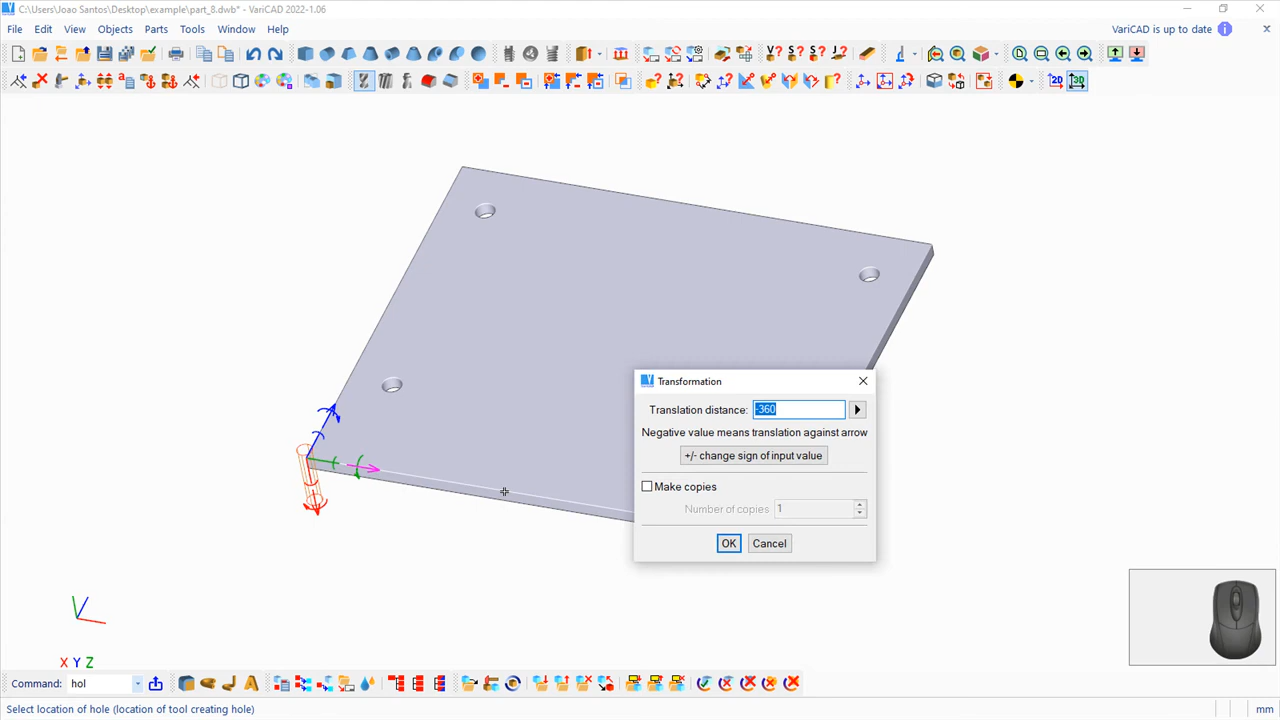 C:\Users\Joao Santos\Desktop\example\part_8.dwb* - VariCAD 2022-1.06
File Edit View Objects Parts Tools Window Help
VariCAD is up to date
2D 3D
Transformation
Translation distance: -360
Negative value means translation against arrow
+/- change sign of input value
Make copies
Number of copies 1
OK Cancel
X Y Z
Command: hol
Select location of hole (location of tool creating hole)
mm